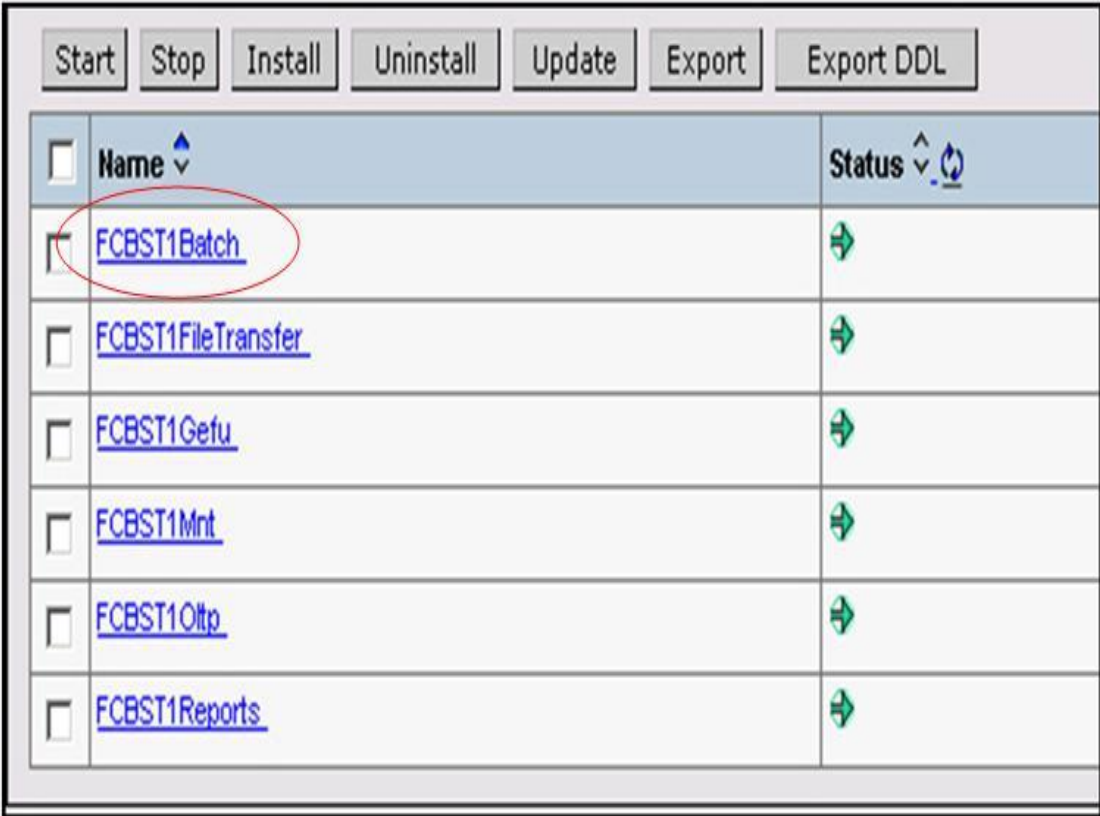 Start Stop Install Uninstall Update Export Export DDL
Name Status
FCBST1Batch
FCBST1FileTransfer
FCBST1Gefu
FCBST1Mnt
FCBST1Oltp
FCBST1Reports